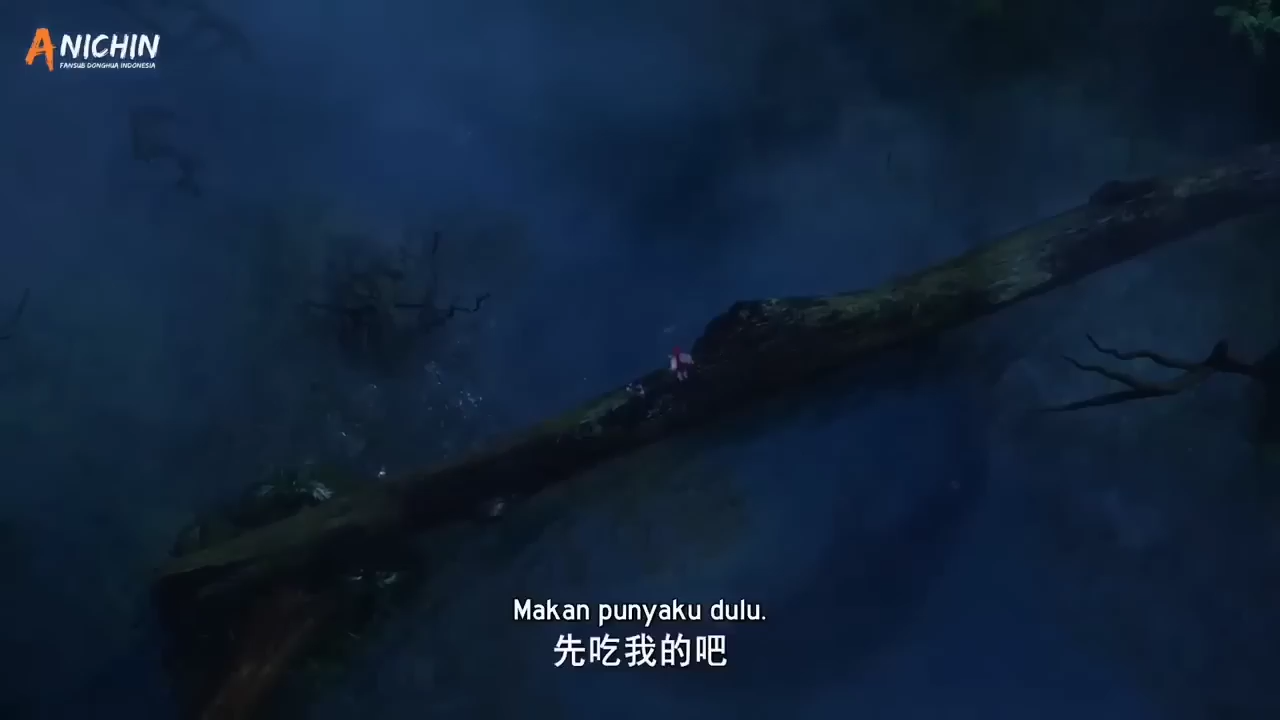 ANICHIN
FANSUB DONGHUA INDONESIA
Makan punyaku dulu.
先吃我的吧